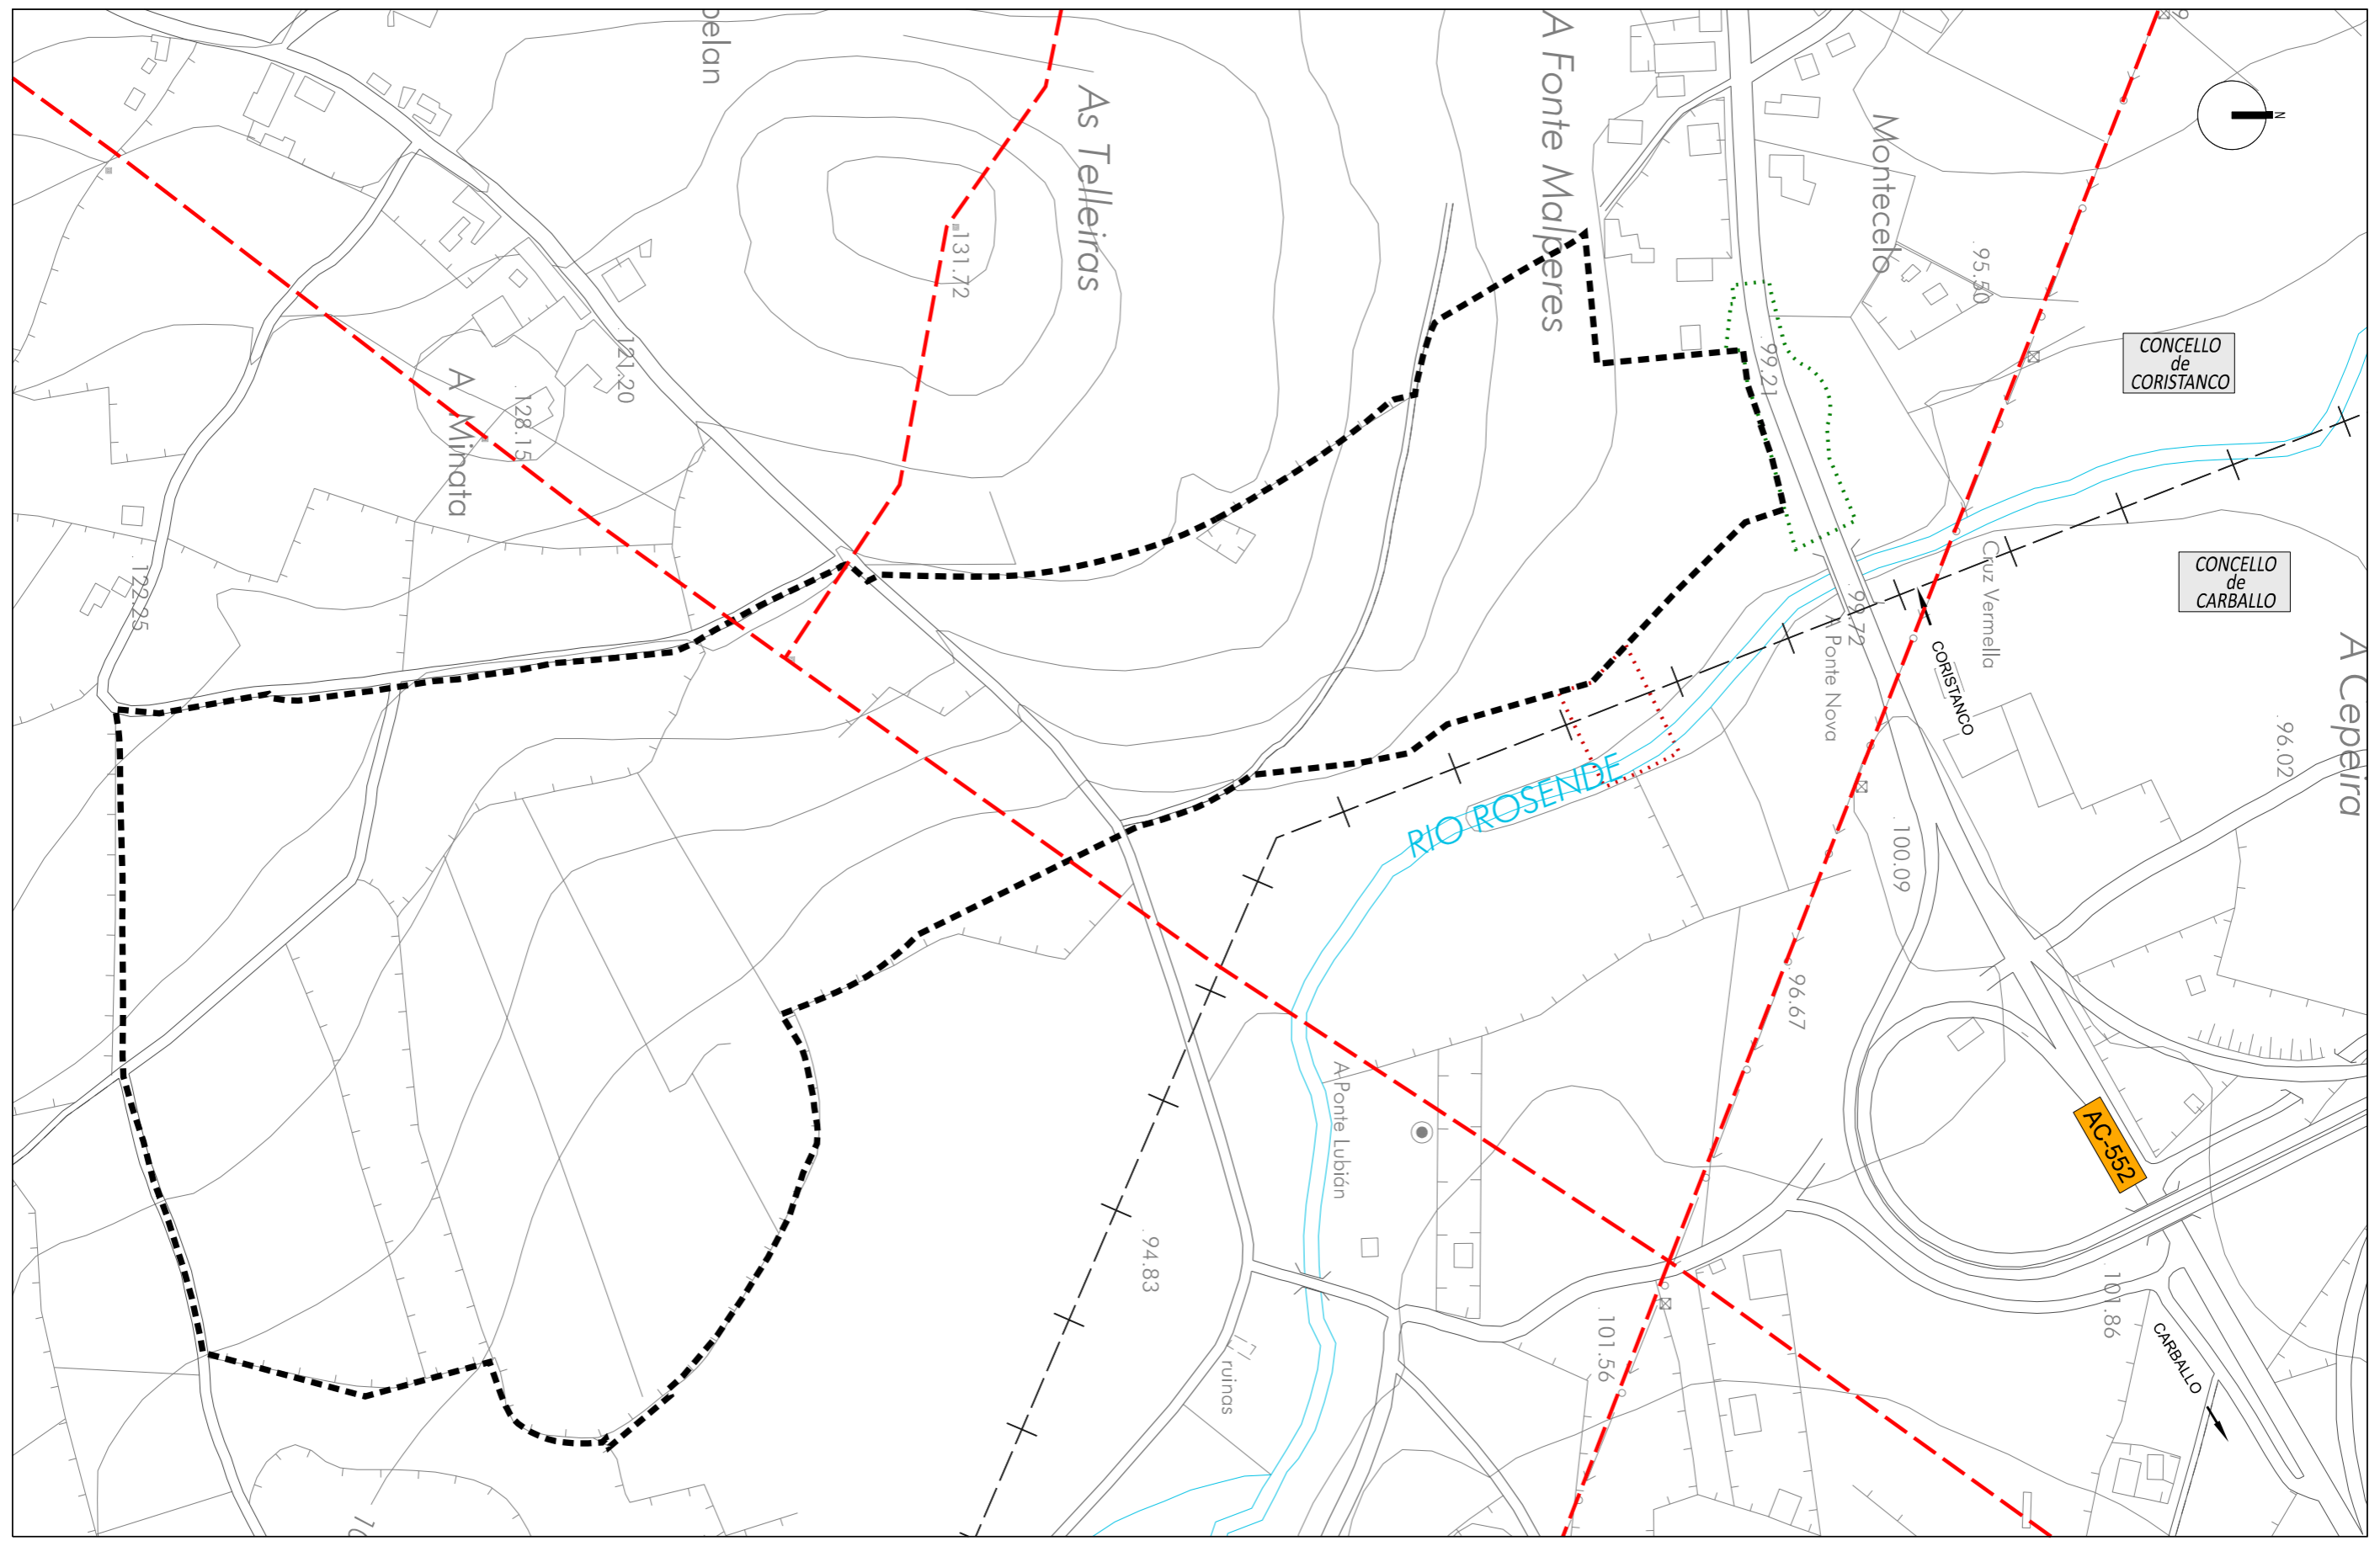 As Telleiras
A Fonte Malperes
Montecelo
N
95.50
131.72
CONCELLO
de
CORISTANCO
121.20
99.21
A Minata
128.15
CONCELLO
de
CARBALLO
122.25
99.72
Cruz Vermella
A Ponte Nova
CORISTANCO
A Cepeira
96.02
RIO ROSENDE
100.09
96.67
A Ponte Lubián
AC-552
94.83
101.86
101.56
ruinas
CARBALLO